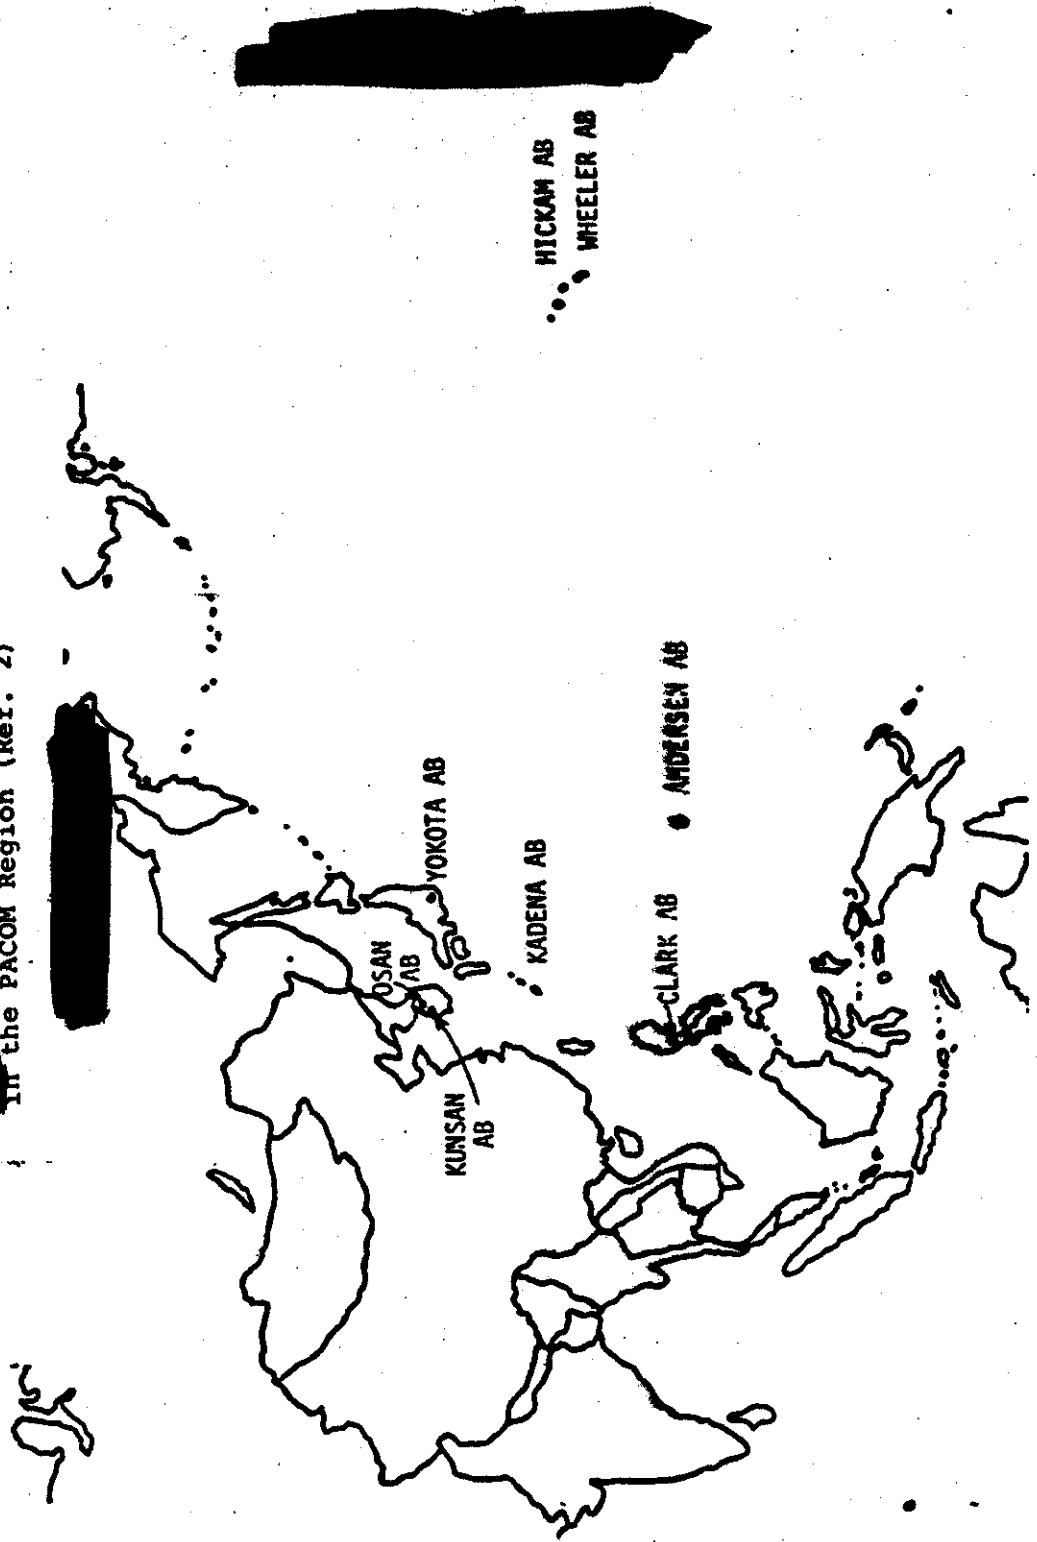 in the PACOM Region (Ref. 2)
HICKAM AB
WHEELER AB
YOKOTA AB
OSAN
AB
KADENA AB
ANDERSEN AB
CLARK AB
KUNSAN
AB